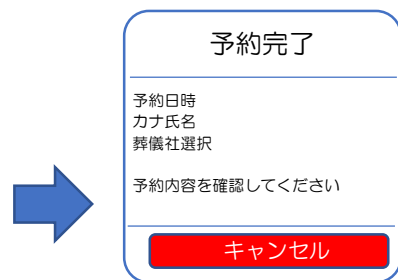 予約完了
予約日時
カナ氏名
葬儀社選択
予約内容を確認してください
キャンセル